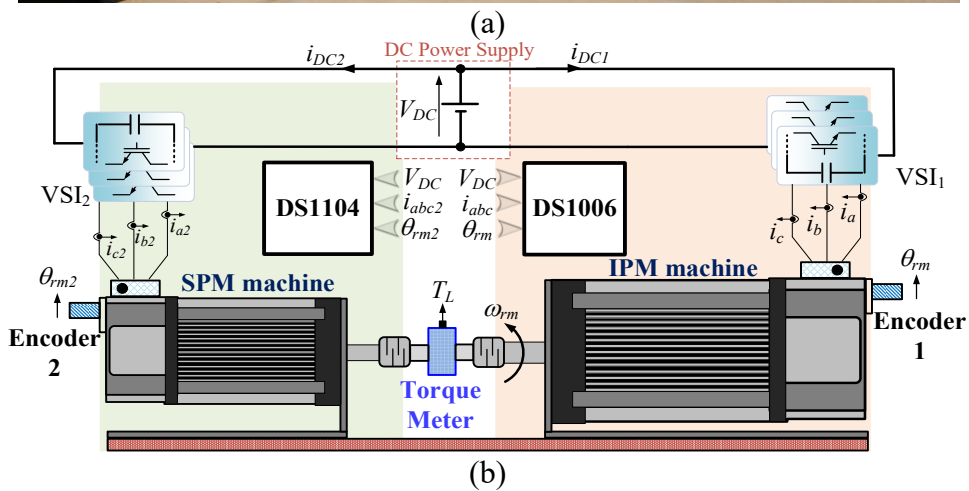 (a)
DC Power Supply
i_DC2
i_DC1
V_DC
VSI_2
VSI_1
DS1104
V_DC
i_abc2
θ_rm2
V_DC
i_abc
θ_rm
DS1006
i_c2
i_b2
i_a2
i_c
i_b
i_a
θ_rm2
SPM machine
IPM machine
θ_rm
Encoder
2
T_L
ω_rm
Encoder
1
Torque
Meter
(b)